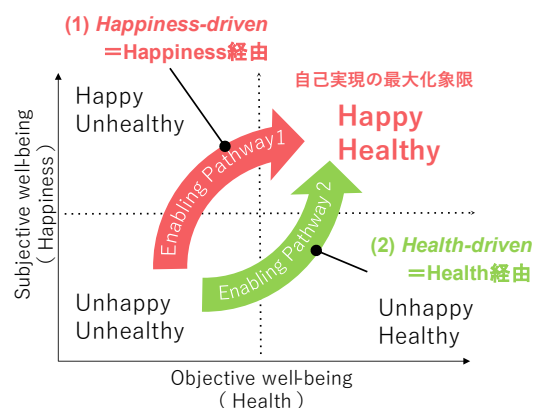 (1) Happiness-driven
＝Happiness経由
自己実現の最大化象限
Happy
Unhealthy
Happy
Healthy
Enabling Pathway1
Enabling Pathway 2
(2) Health-driven
＝Health経由
Unhappy
Unhealthy
Unhappy
Healthy
Subjective well-being
（Happiness）
Objective well-being
（Health）